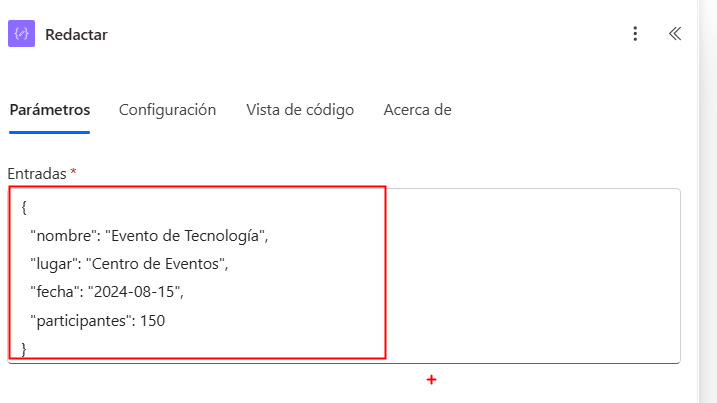 Redactar
Parámetros Configuración Vista de código Acerca de
Entradas *
{
"nombre": "Evento de Tecnología",
"lugar": "Centro de Eventos",
"fecha": "2024-08-15",
"participantes": 150
}